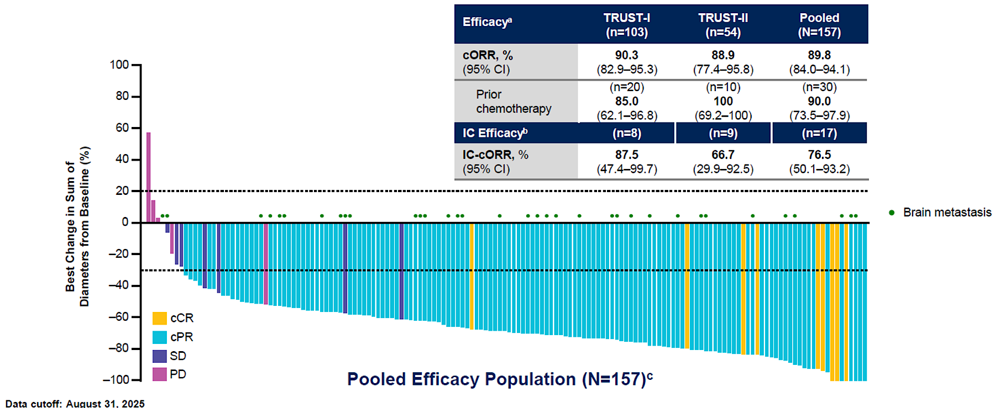 Efficacyᵃ
TRUST-I
(n=103)
TRUST-II
(n=54)
Pooled
(N=157)
cORR, %
(95% CI)
90.3
(82.9–95.3)
88.9
(77.4–95.8)
89.8
(84.0–94.1)
Prior
chemotherapy
(n=20)
85.0
(62.1–96.8)
(n=10)
100
(69.2–100)
(n=30)
90.0
(73.5–97.9)
IC Efficacyᵇ
(n=8)
(n=9)
(n=17)
IC-cORR, %
(95% CI)
87.5
(47.4–99.7)
66.7
(29.9–92.5)
76.5
(50.1–93.2)
Best Change in Sum of
Diameters from Baseline (%)
100
80
60
40
20
0
–20
–40
–60
–80
–100
Brain metastasis
cCR
cPR
SD
PD
Pooled Efficacy Population (N=157)ᶜ
Data cutoff: August 31, 2025